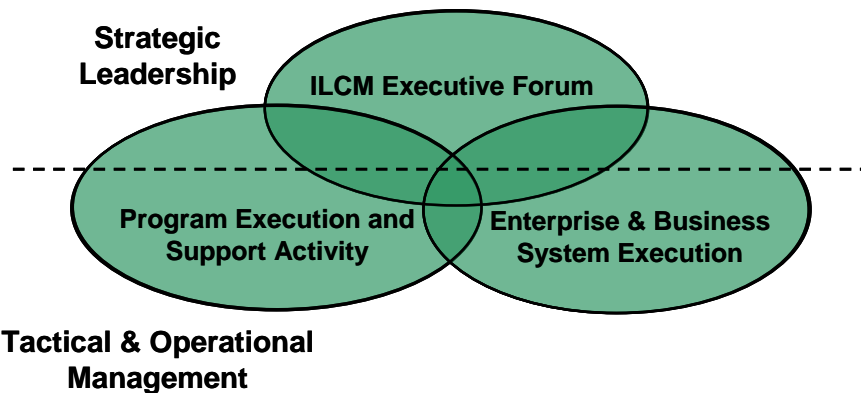 Strategic
Leadership
ILCM Executive Forum
Program Execution and
Support Activity
Enterprise & Business
System Execution
Tactical & Operational
Management